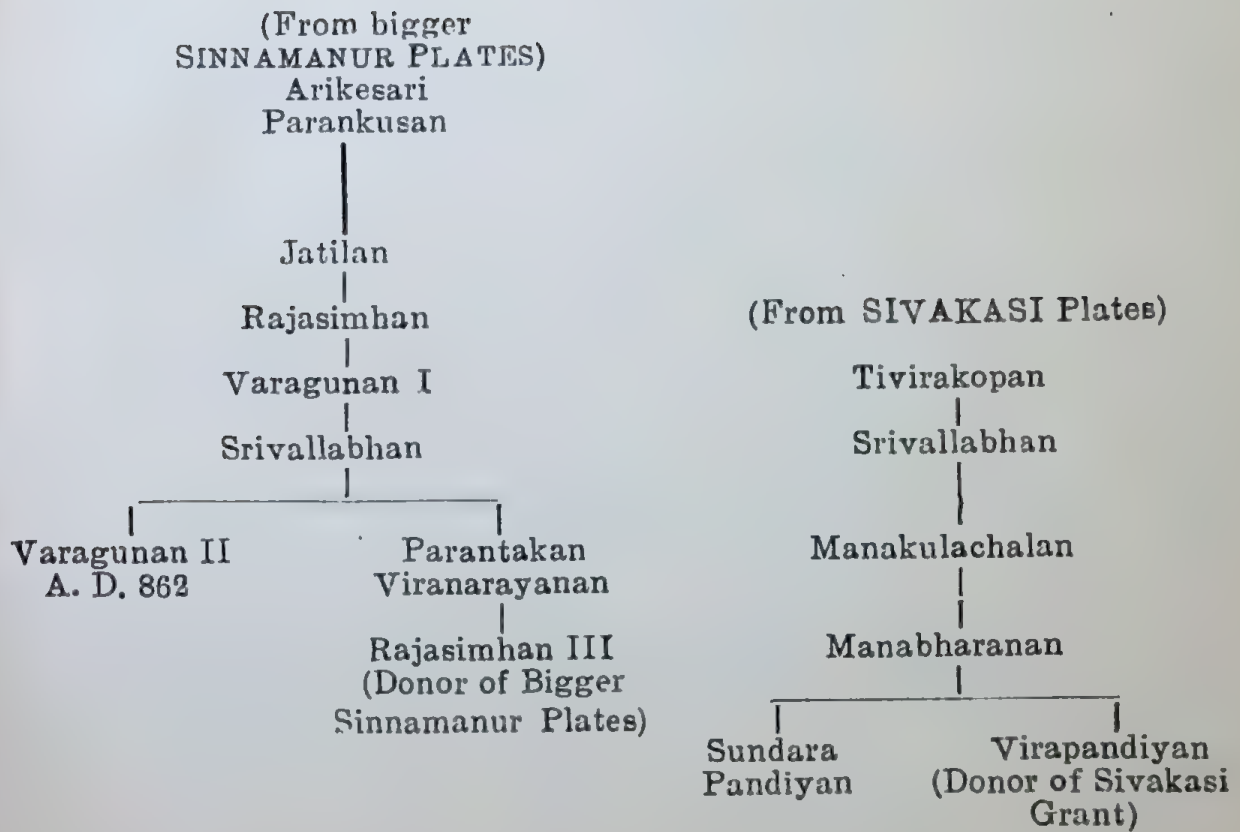 (From bigger
SINNAMANUR PLATES)
Arikesari
Parankusan
Jatilan
Rajasimhan
Varagunan I
Srivallabhan
Varagunan II
A. D. 862
Parantakan
Viranarayanan
Rajasimhan III
(Donor of Bigger
Sinnamanur Plates)
(From SIVAKASI Plates)
Tivirakopan
Srivallabhan
Manakulachalan
Manabharanan
Sundara
Pandiyan
Virapandiyan
(Donor of Sivakasi
Grant)